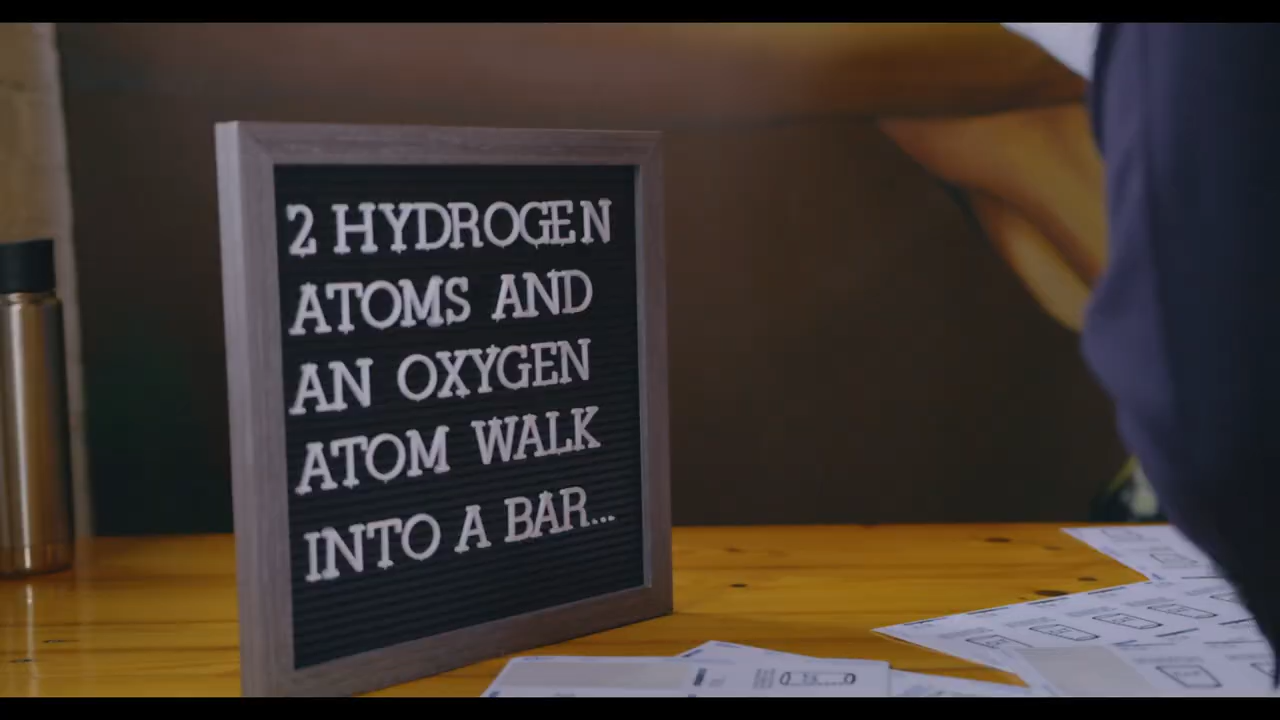 2 HYDROGEN
ATOMS AND
AN OXYGEN
ATOM WALK
INTO A BAR...